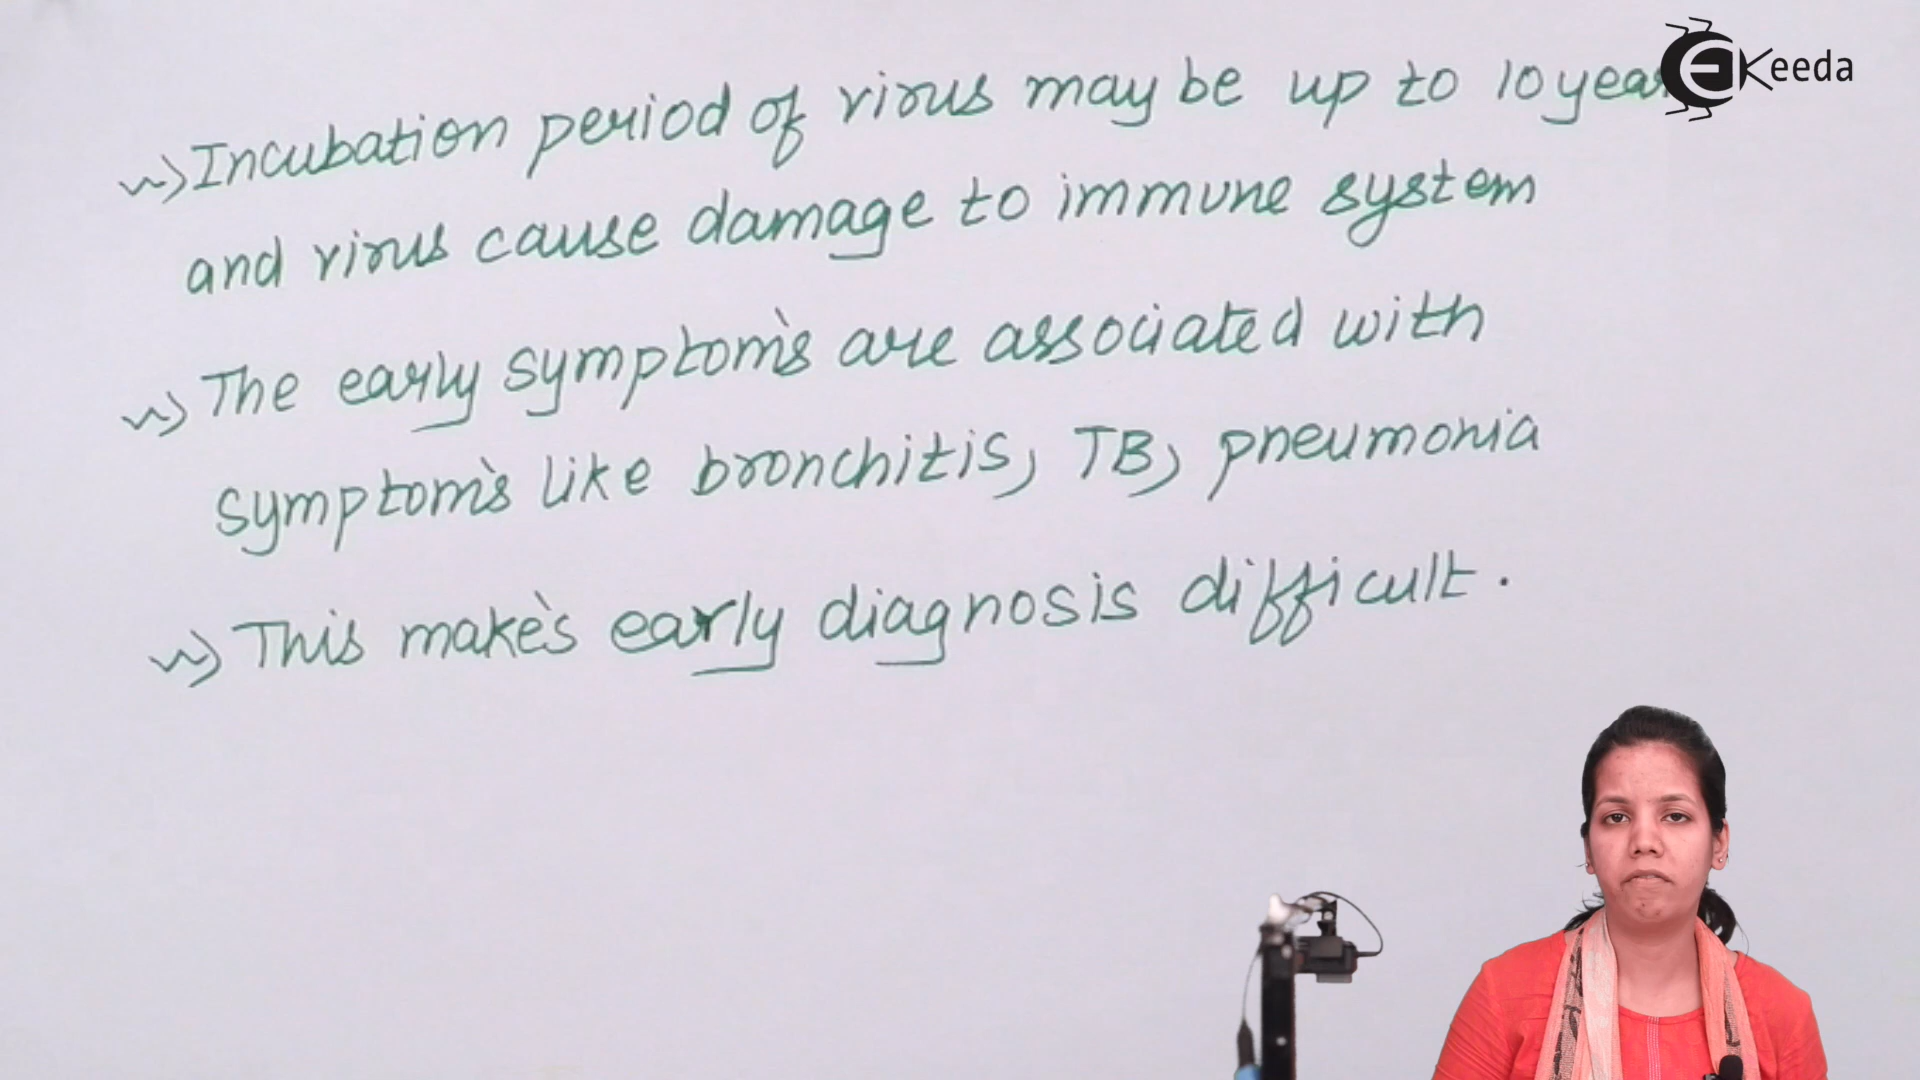 Incubation period of virus may be up to 10 year
and virus cause damage to immune system
The early symptoms are associated with
symptoms like bronchitis, TB, pneumonia
This makes early diagnosis difficult.
EKeeda